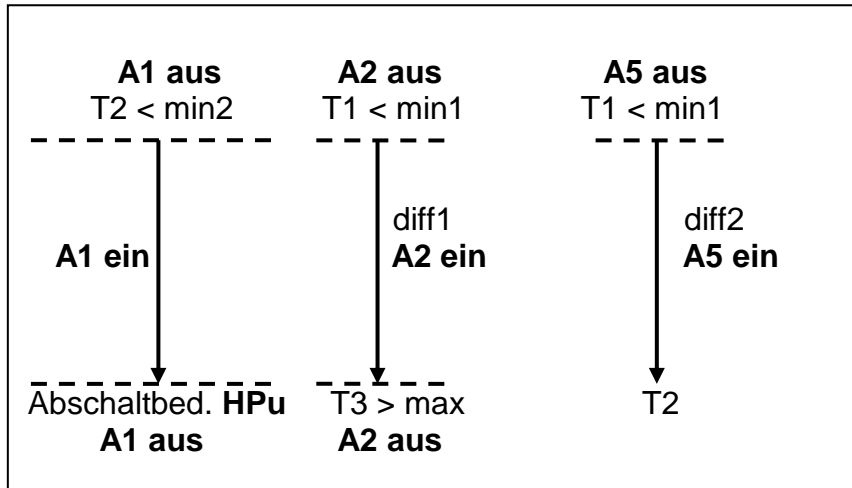 A1 aus
T2 < min2
A2 aus
T1 < min1
A5 aus
T1 < min1
A1 ein
diff1
A2 ein
diff2
A5 ein
Abschaltbed. HPu
A1 aus
T3 > max
A2 aus
T2